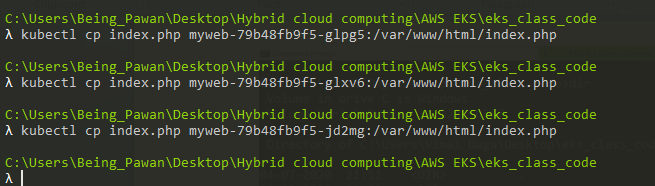 C:\Users\Being_Pawan\Desktop\Hybrid cloud computing\AWS EKS\eks_class_code
λ kubectl cp index.php myweb-79b48fb9f5-glpg5:/var/www/html/index.php
C:\Users\Being_Pawan\Desktop\Hybrid cloud computing\AWS EKS\eks_class_code
λ kubectl cp index.php myweb-79b48fb9f5-glxv6:/var/www/html/index.php
C:\Users\Being_Pawan\Desktop\Hybrid cloud computing\AWS EKS\eks_class_code
λ kubectl cp index.php myweb-79b48fb9f5-jd2mg:/var/www/html/index.php
C:\Users\Being_Pawan\Desktop\Hybrid cloud computing\AWS EKS\eks_class_code
λ